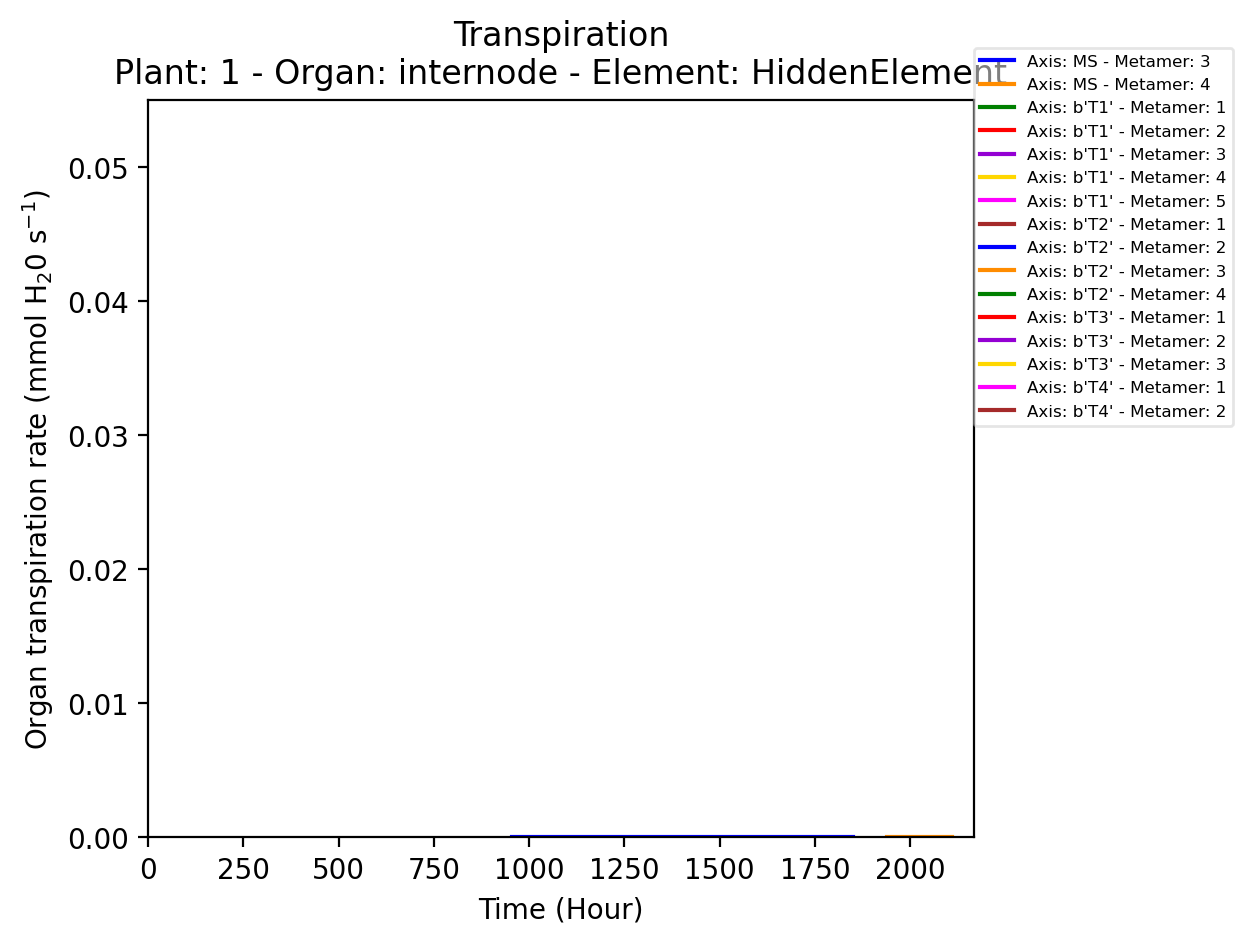 Transpiration
Plant: 1 - Organ: internode - Element: HiddenElement
Axis: MS - Metamer: 3
Axis: MS - Metamer: 4
Axis: b'T1' - Metamer: 1
Axis: b'T1' - Metamer: 2
Axis: b'T1' - Metamer: 3
Axis: b'T1' - Metamer: 4
Axis: b'T1' - Metamer: 5
Axis: b'T2' - Metamer: 1
Axis: b'T2' - Metamer: 2
Axis: b'T2' - Metamer: 3
Axis: b'T2' - Metamer: 4
Axis: b'T3' - Metamer: 1
Axis: b'T3' - Metamer: 2
Axis: b'T3' - Metamer: 3
Axis: b'T4' - Metamer: 1
Axis: b'T4' - Metamer: 2
Organ transpiration rate (mmol H₂0 s⁻¹)
0.05
0.04
0.03
0.02
0.01
0.00
0 250 500 750 1000 1250 1500 1750 2000
Time (Hour)